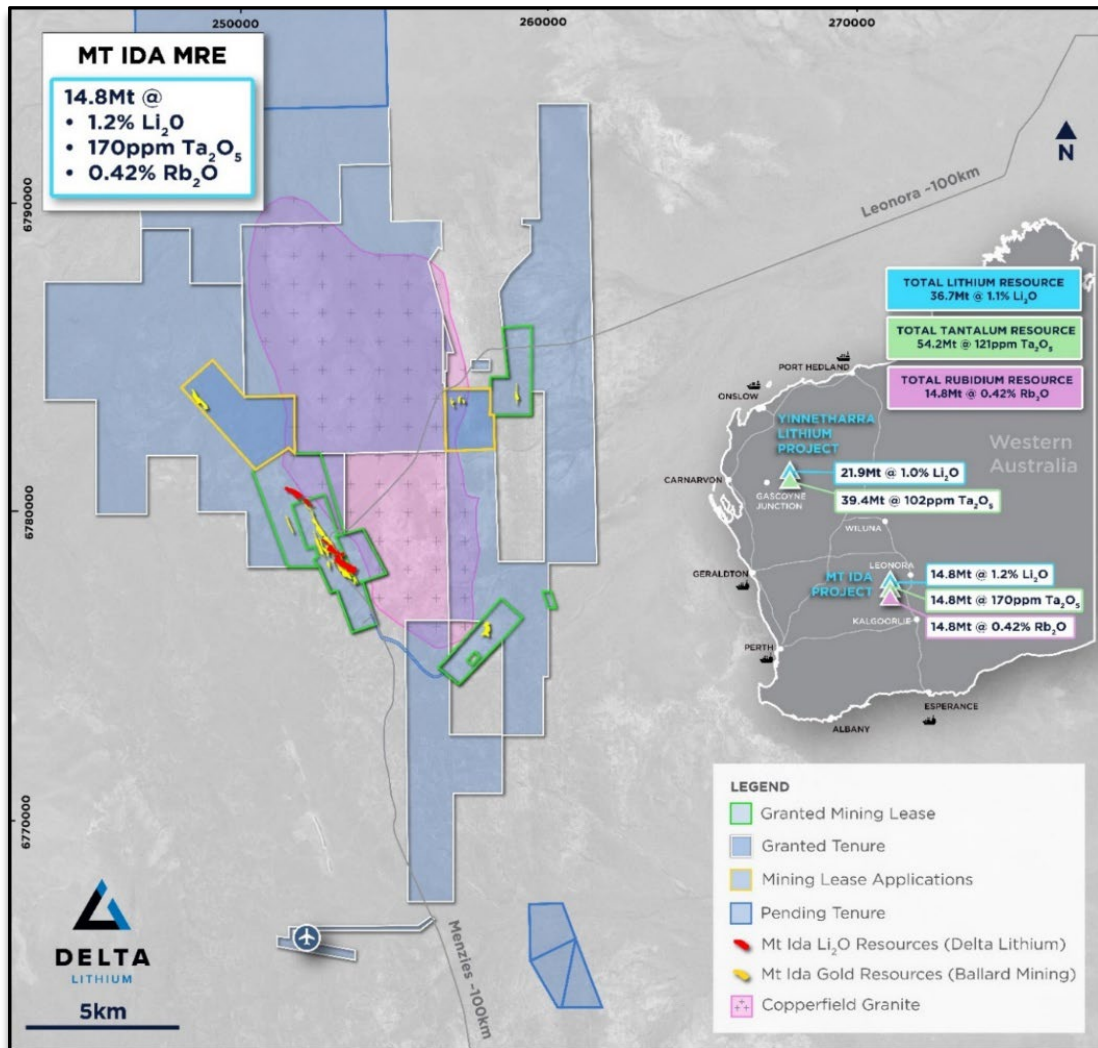 250000
260000
270000
MT IDA MRE
14.8Mt @
• 1.2% Li₂O
• 170ppm Ta₂O₅
• 0.42% Rb₂O
N
6790000
Leonora ~100km
TOTAL LITHIUM RESOURCE
36.7Mt @ 1.1% Li₂O
TOTAL TANTALUM RESOURCE
54.2Mt @ 121ppm Ta₂O₅
TOTAL RUBIDIUM RESOURCE
14.8Mt @ 0.42% Rb₂O
PORT HEDLAND
ONSLOW
YINNETHARRA
LITHIUM
PROJECT
Western
Australia
21.9Mt @ 1.0% Li₂O
CARNARVON
GASCOYNE
JUNCTION
39.4Mt @ 102ppm Ta₂O₅
6780000
WILUNA
LEONORA
GERALDTON
MT IDA
PROJECT
14.8Mt @ 1.2% Li₂O
14.8Mt @ 170ppm Ta₂O₅
KALGOORLIE
14.8Mt @ 0.42% Rb₂O
PERTH
ESPERANCE
ALBANY
6770000
LEGEND
Granted Mining Lease
Granted Tenure
Mining Lease Applications
Pending Tenure
Mt Ida Li₂O Resources (Delta Lithium)
Mt Ida Gold Resources (Ballard Mining)
Copperfield Granite
Menzies ~100km
DELTA
LITHIUM
5km